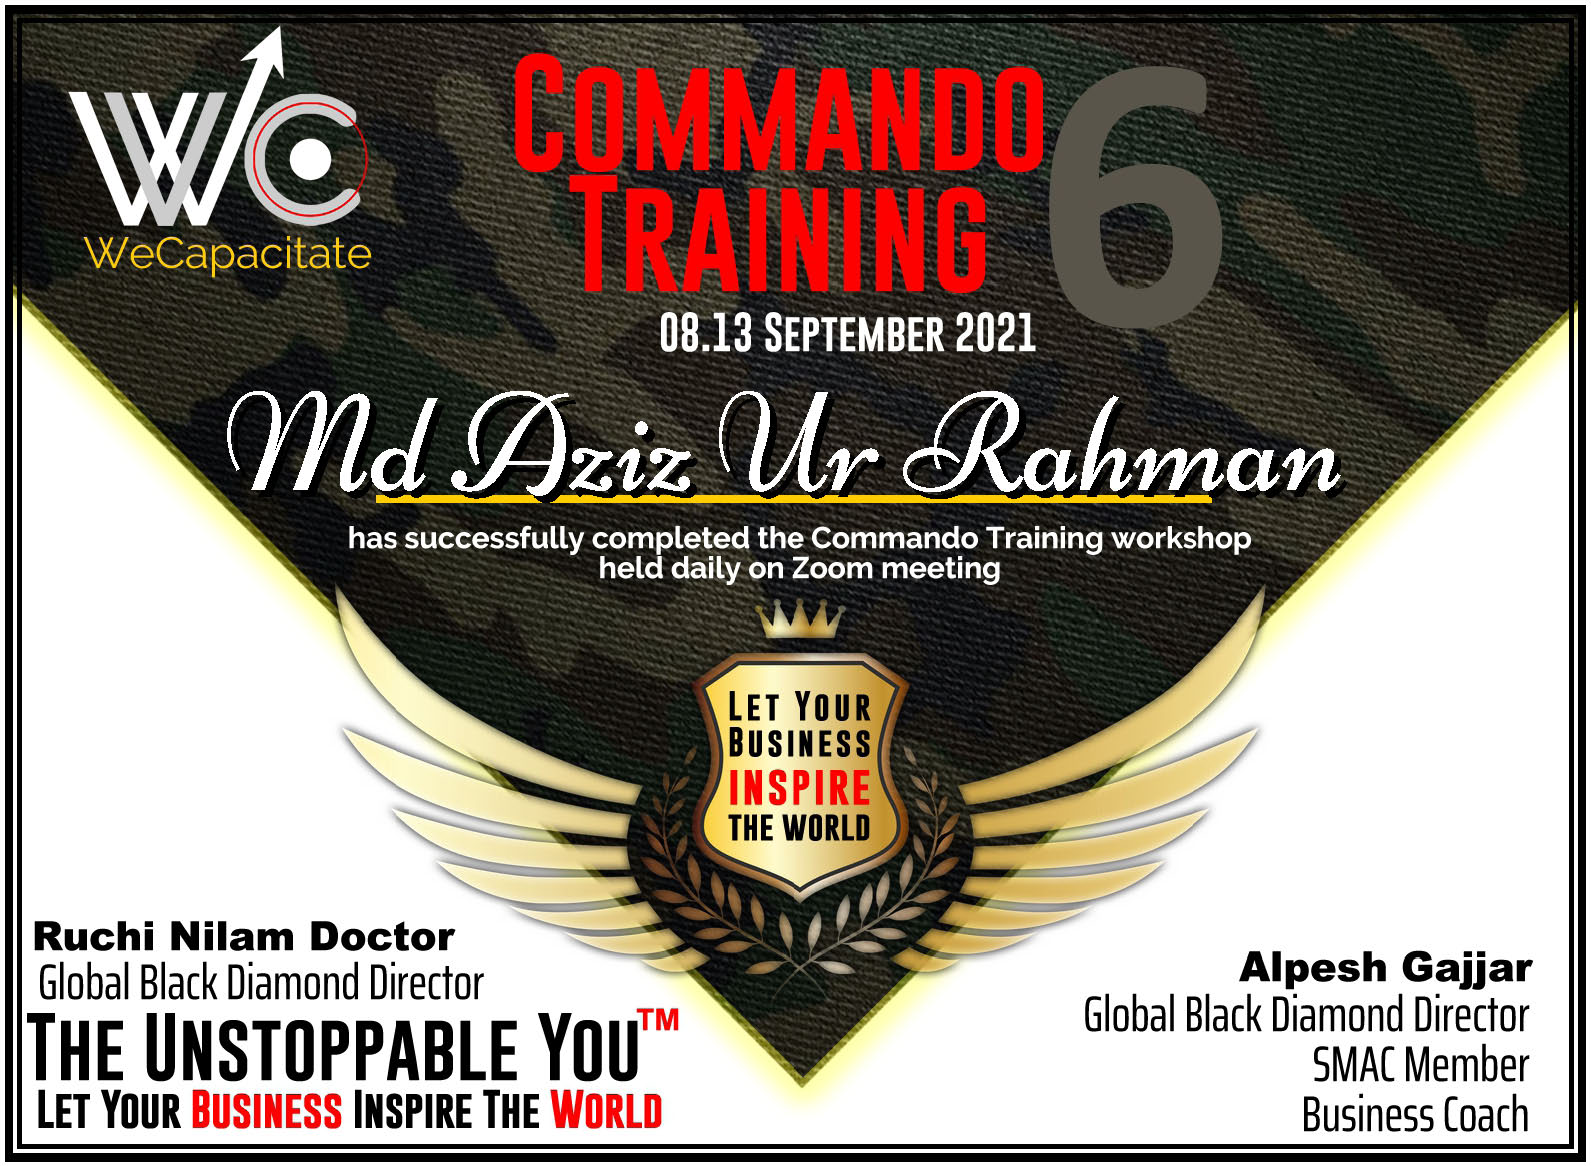 WC
WeCapacitate
COMMANDO
TRAINING
6
08.13 SEPTEMBER 2021
Md Aziz Ur Rahman
has successfully completed the Commando Training workshop
held daily on Zoom meeting
LET YOUR
BUSINESS
INSPIRE
THE WORLD
Ruchi Nilam Doctor
Global Black Diamond Director
THE UNSTOPPABLE YOU™
LET YOUR BUSINESS INSPIRE THE WORLD
Alpesh Gajjar
Global Black Diamond Director
SMAC Member
Business Coach